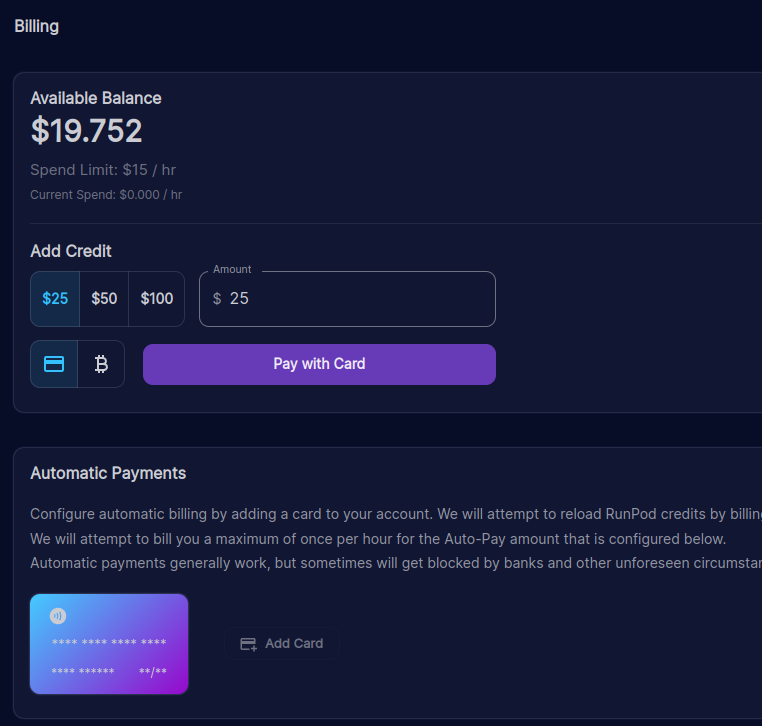 Billing
Available Balance
$19.752
Spend Limit: $15 / hr
Current Spend: $0.000 / hr
Add Credit
Amount
$25 $50 $100 $ 25
Pay with Card
Automatic Payments
Configure automatic billing by adding a card to your account. We will attempt to reload RunPod credits by billin
We will attempt to bill you a maximum of once per hour for the Auto-Pay amount that is configured below.
Automatic payments generally work, but sometimes will get blocked by banks and other unforeseen circumstan
**** **** **** ****
Add Card
**** ****** **/**